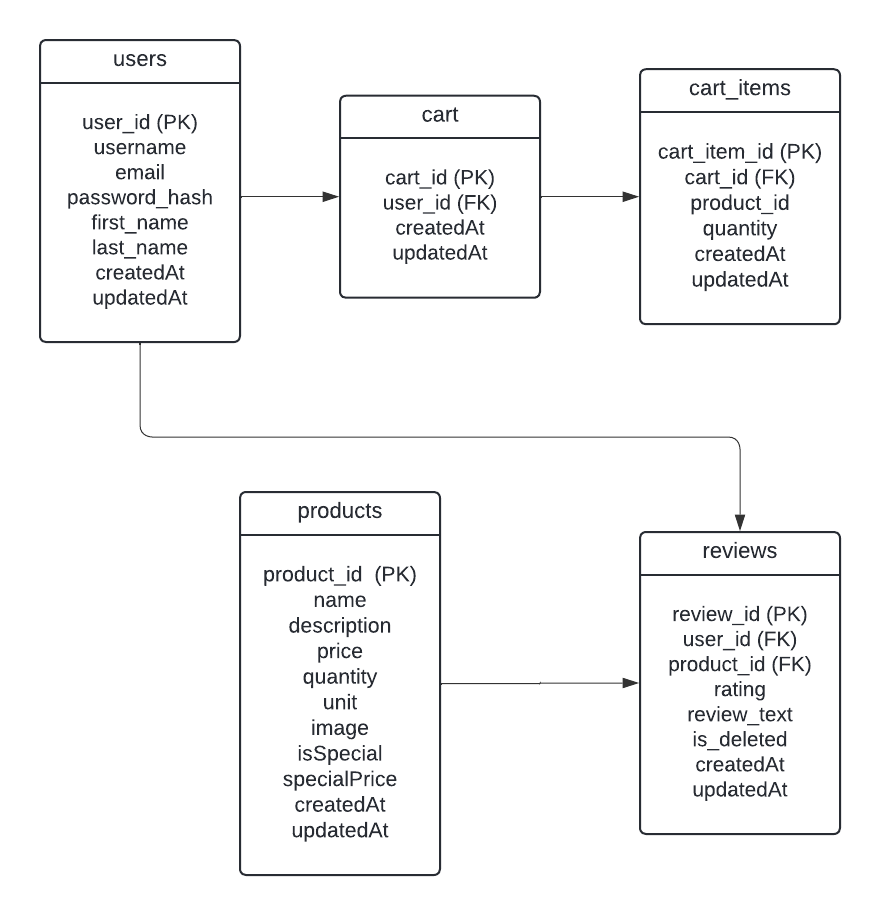 users
user_id (PK)
username
email
password_hash
first_name
last_name
createdAt
updatedAt
cart
cart_id (PK)
user_id (FK)
createdAt
updatedAt
cart_items
cart_item_id (PK)
cart_id (FK)
product_id
quantity
createdAt
updatedAt
products
product_id  (PK)
name
description
price
quantity
unit
image
isSpecial
specialPrice
createdAt
updatedAt
reviews
review_id (PK)
user_id (FK)
product_id (FK)
rating
review_text
is_deleted
createdAt
updatedAt